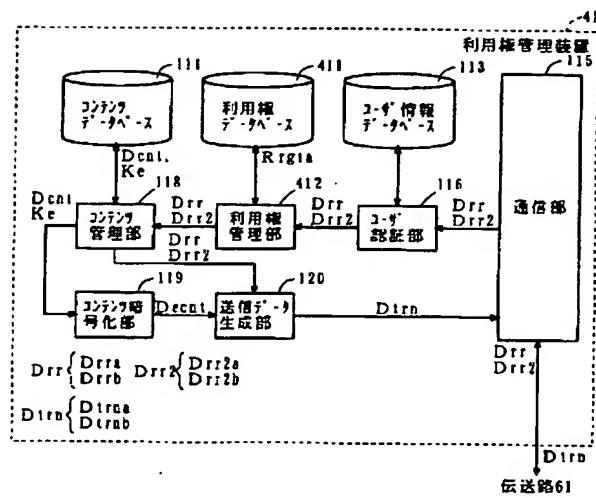 41
利用権管理装置
111
411
113
115
コンテンツ
データベース
利用権
データベース
ユーザ情報
データベース
Dcnt,
Ke
Rrgta
Dcnt
Ke
118
412
116
コンテンツ
管理部
Drr
Drr2
利用権
管理部
Drr
Drr2
ユーザ
認証部
Drr
Drr2
通信部
Drr
Drr2
119
120
コンテンツ暗
号化部
Decnt
送信データ
生成部
Dtrn
Drr{Drra
Drrb
Drr2{Drr2a
Drr2b
Dtrn{Dtrna
Dtrnb
Drr
Drr2
Dtrn
伝送路61